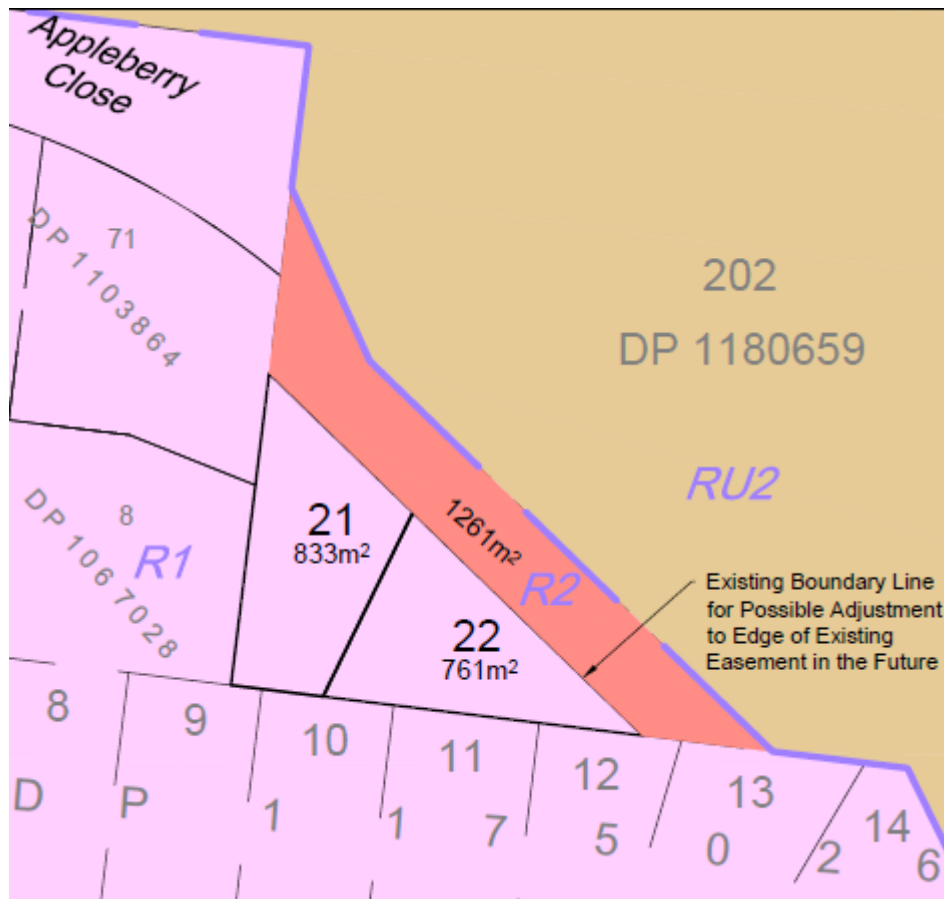 Appleberry
Close
71
DP 1103864
202
DP 1180659
RU2
21
833m²
1261m²
R2
8
DP 1067028
R1
22
761m²
Existing Boundary Line
for Possible Adjustment
to Edge of Existing
Easement in the Future
8
9
10
11
12
13
14
D P 1 1 7 5 0 2 6